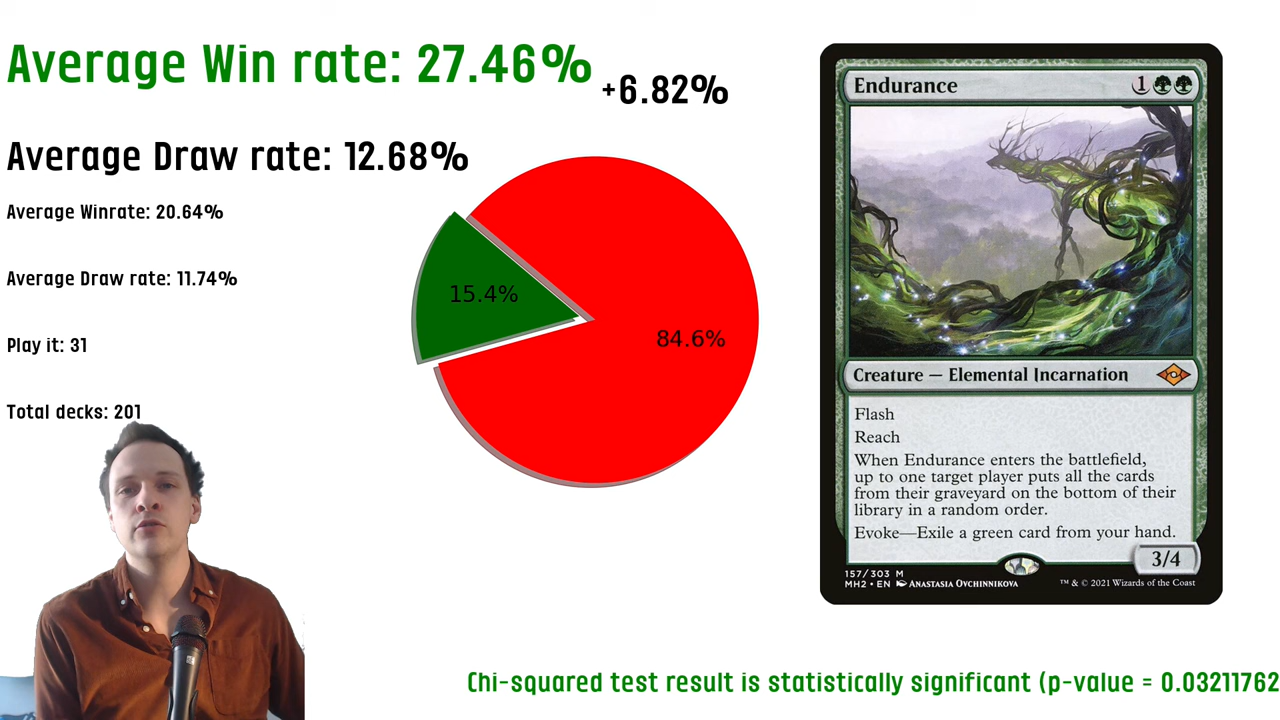 Average Win rate: 27.46%
+6.82%
Average Draw rate: 12.68%
Average Winrate: 20.64%
Average Draw rate: 11.74%
Play it: 31
Total decks: 201
15.4%
84.6%
Endurance
1
Creature — Elemental Incarnation
Flash
Reach
When Endurance enters the battlefield,
up to one target player puts all the cards
from their graveyard on the bottom of their
library in a random order.
Evoke—Exile a green card from your hand.
3/4
157/303 M
MH2 • EN ANASTASIA OVCHINNIKOVA
™ & © 2021 Wizards of the Coast
Chi-squared test result is statistically significant (p-value = 0.03211762